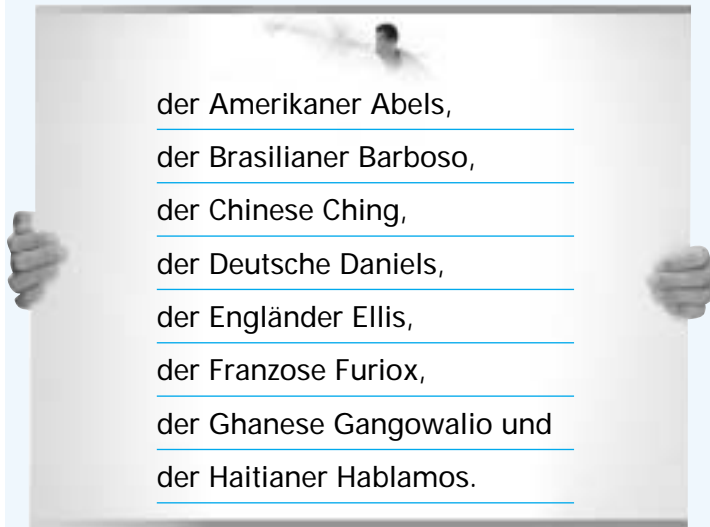 der Amerikaner Abels,
der Brasilianer Barboso,
der Chinese Ching,
der Deutsche Daniels,
der Engländer Ellis,
der Franzose Furiox,
der Ghanese Gangowalio und
der Haitianer Hablamos.